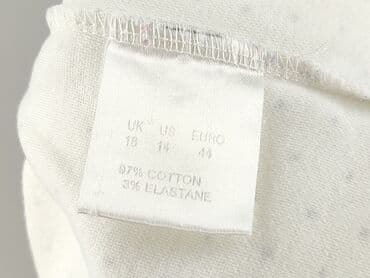 UK US EURO
18 14 44
97% COTTON
3% ELASTANE